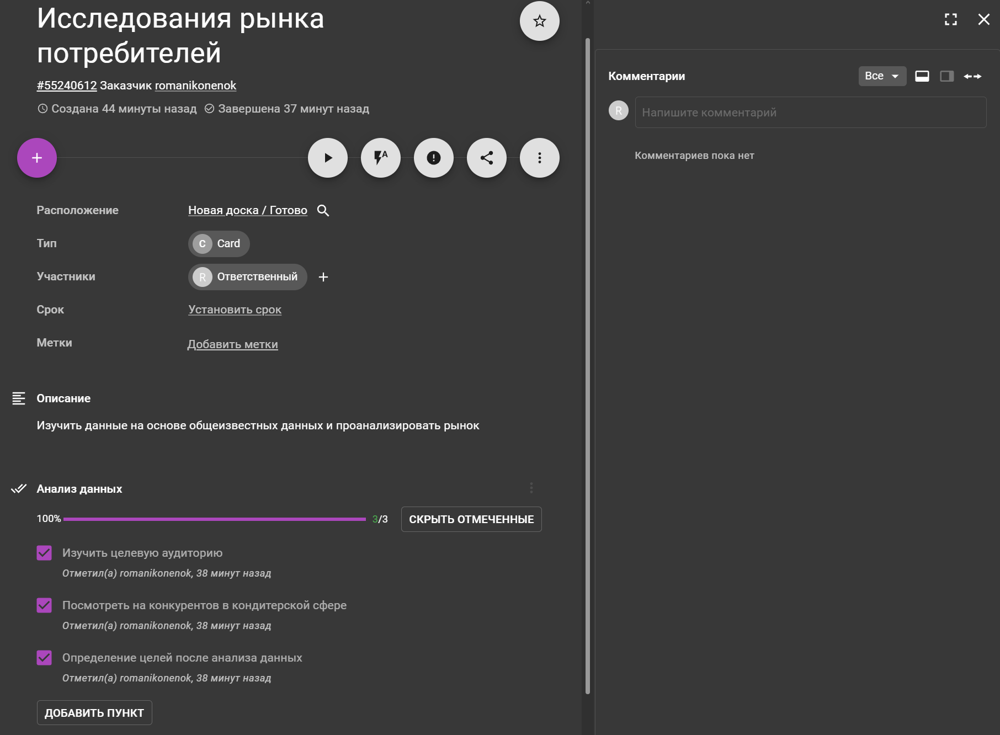 Исследования рынка
потребителей
#55240612 Заказчик romanikonenok
Создана 44 минуты назад Завершена 37 минут назад
A
Расположение Новая доска / Готово
Тип C Card
Участники R Ответственный
Срок Установить срок
Метки Добавить метки
Описание
Изучить данные на основе общеизвестных данных и проанализировать рынок
Анализ данных
100% 3/3 СКРЫТЬ ОТМЕЧЕННЫЕ
Изучить целевую аудиторию
Отметил(а) romanikonenok, 38 минут назад
Посмотреть на конкурентов в кондитерской сфере
Отметил(а) romanikonenok, 38 минут назад
Определение целей после анализа данных
Отметил(а) romanikonenok, 38 минут назад
ДОБАВИТЬ ПУНКТ
Комментарии Все
R Напишите комментарий
Комментариев пока нет